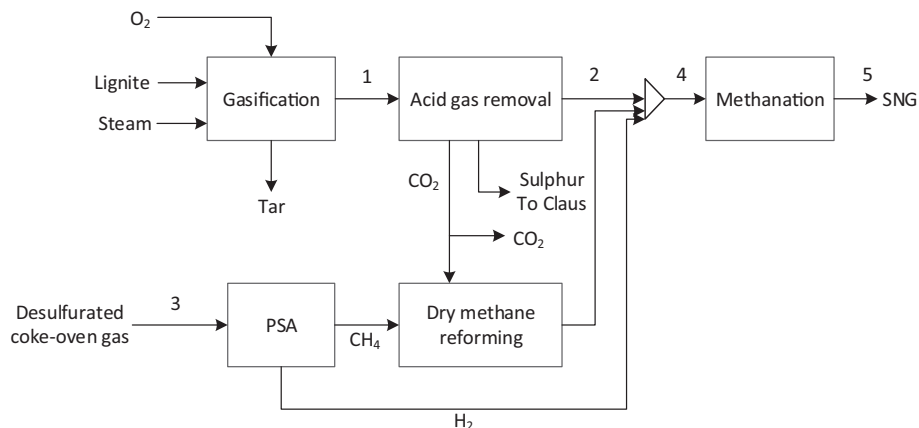 O₂
Lignite
Steam
Gasification
1
Acid gas removal
2
4
Methanation
5
SNG
Tar
CO₂
Sulphur
To Claus
CO₂
Desulfurated
coke-oven gas
3
PSA
CH₄
Dry methane
reforming
H₂